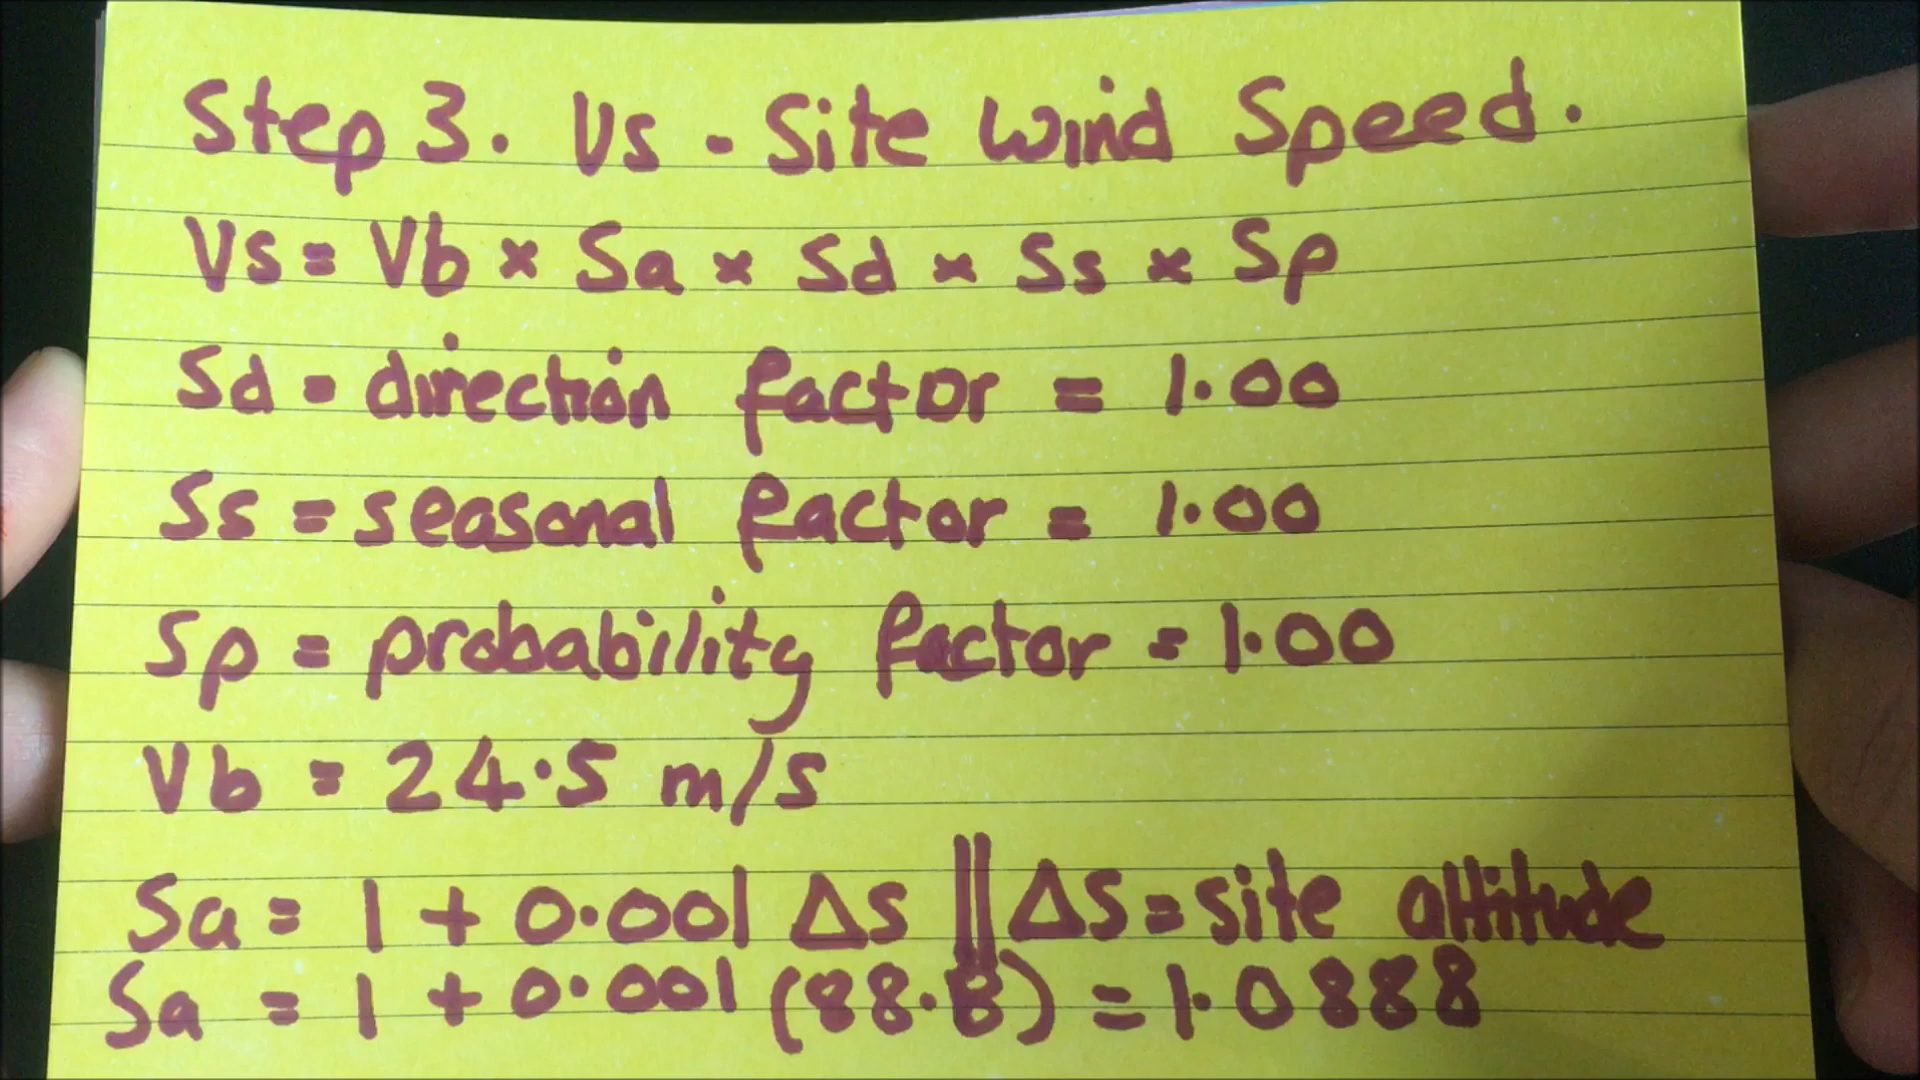 Step 3. Vs - Site Wind Speed.
Vs = Vb × Sa × Sd × Ss × Sp
Sd = direction factor = 1.00
Ss = seasonal factor = 1.00
Sp = probability factor = 1.00
Vb = 24.5 m/s
Sa = 1 + 0.001 Δs || Δs = site altitude
Sa = 1 + 0.001 (88.8) = 1.0888